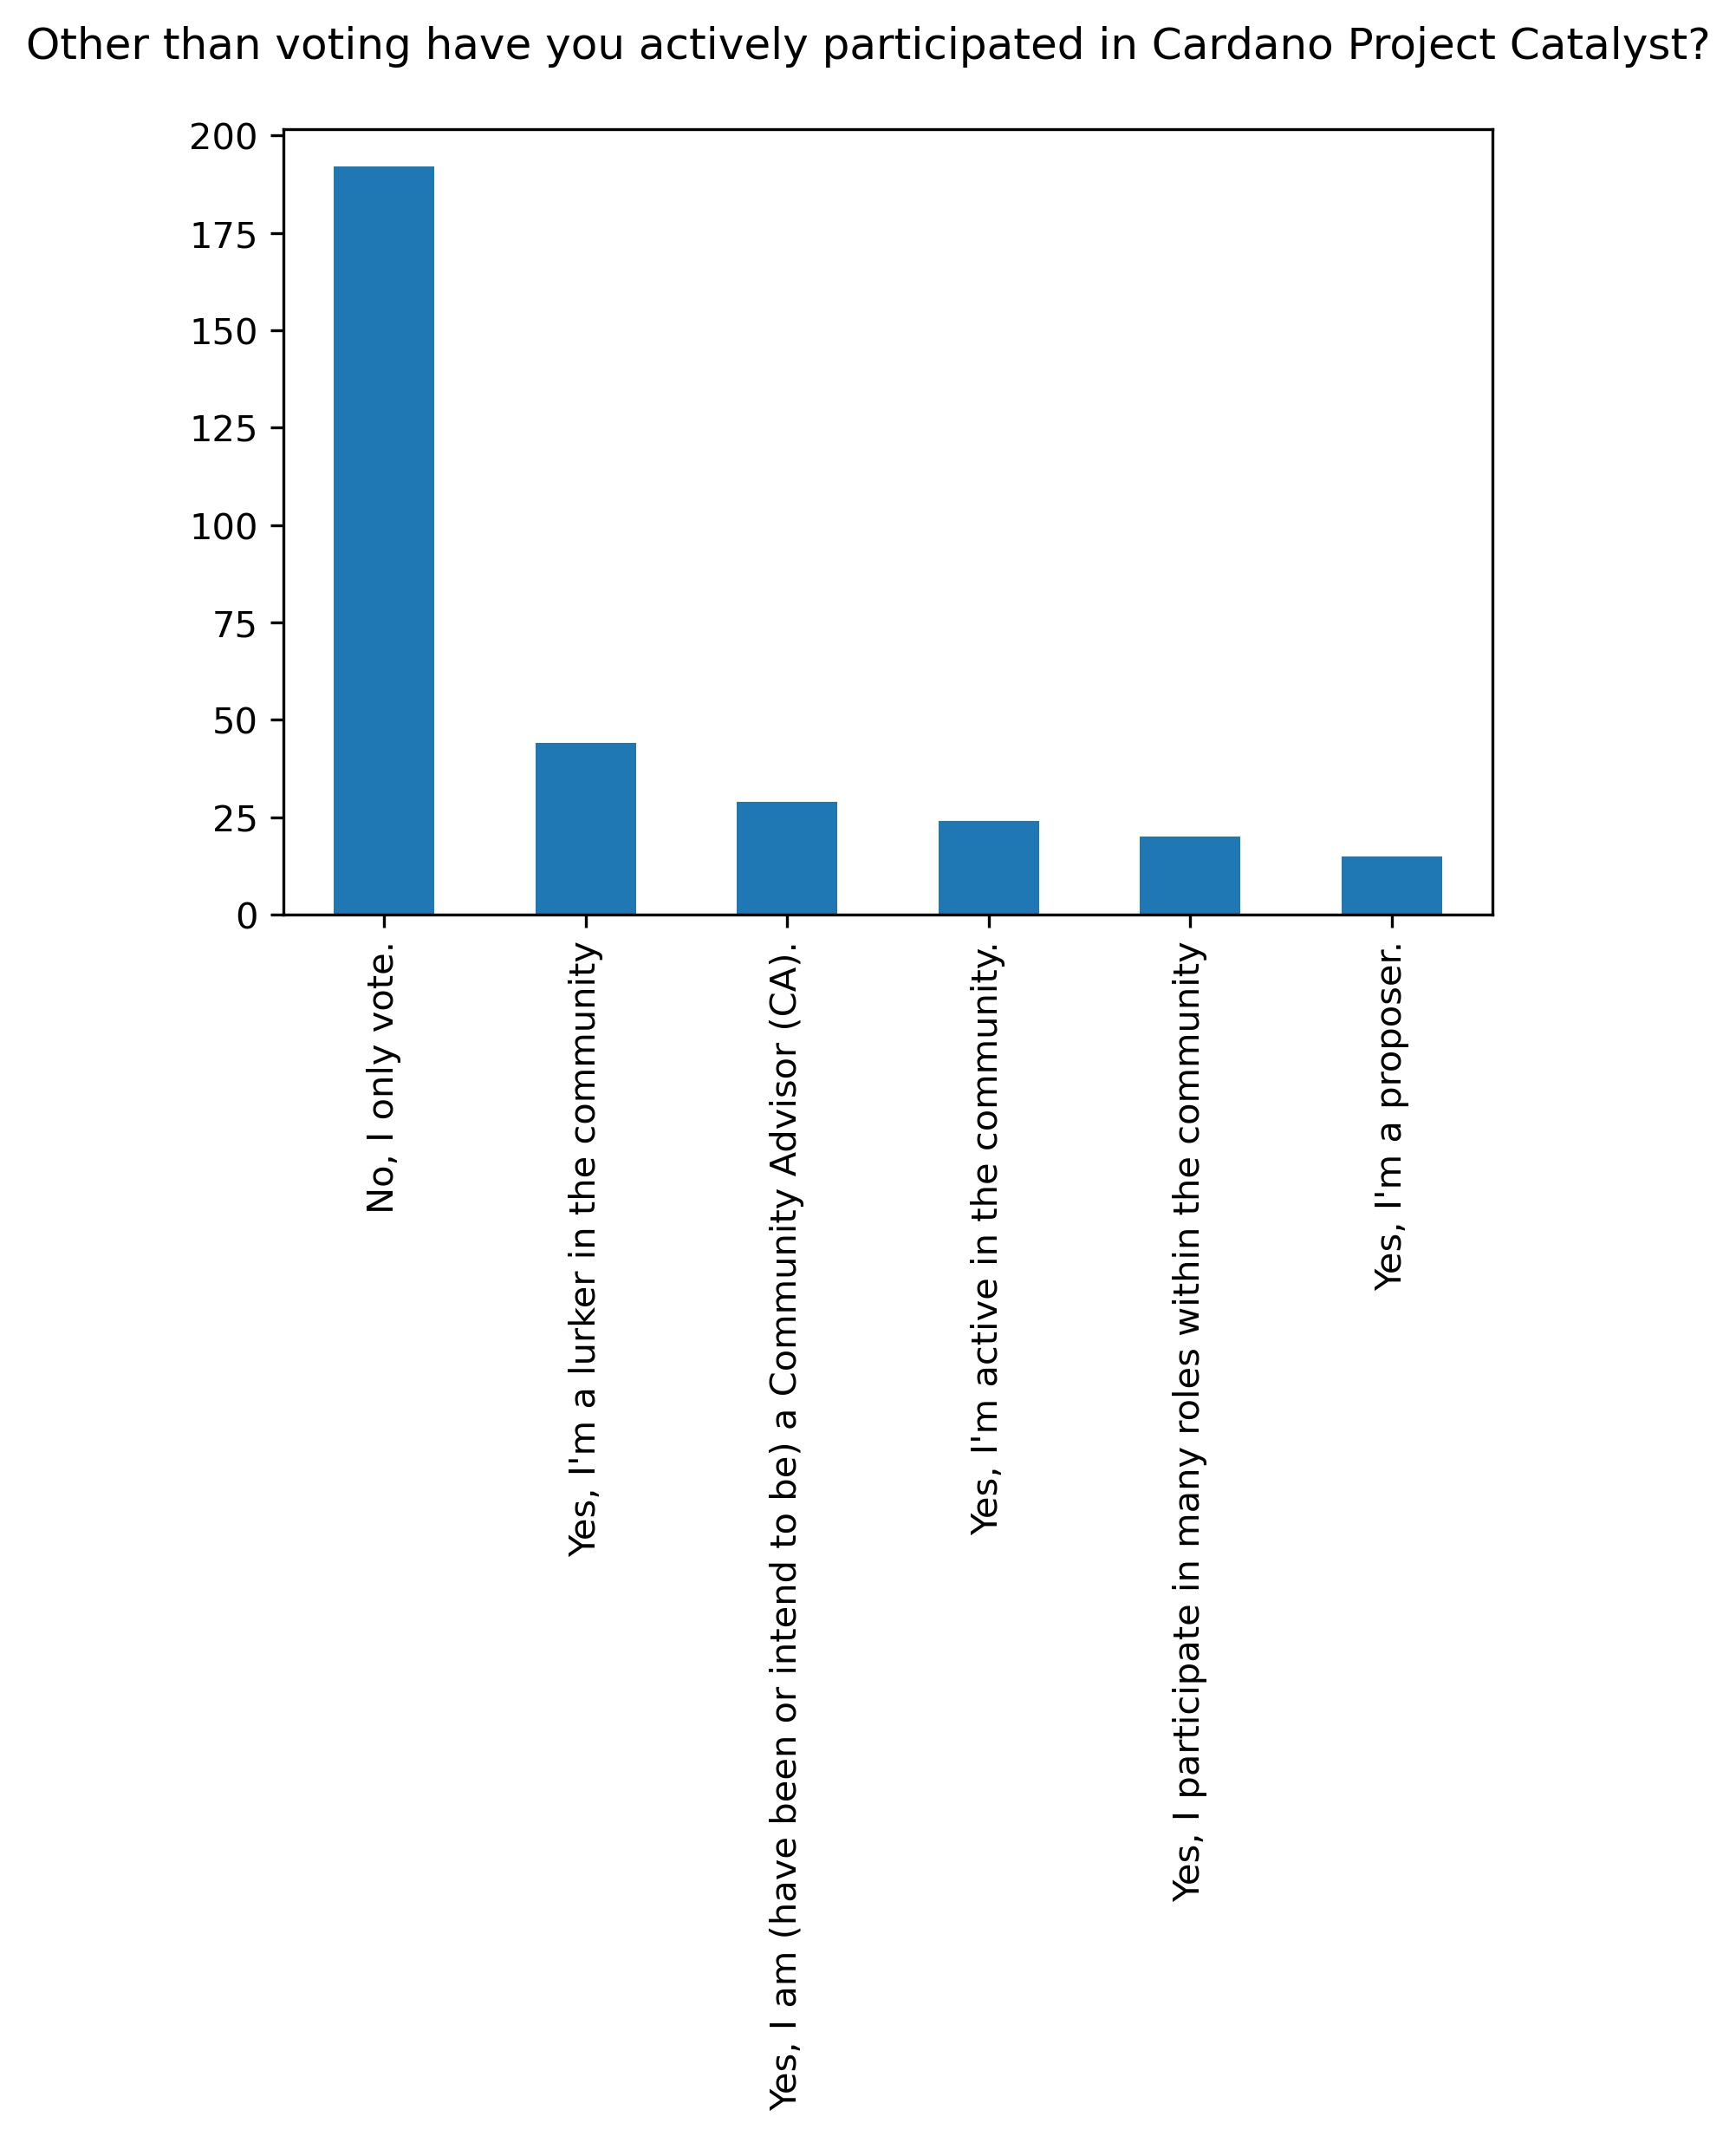 Other than voting have you actively participated in Cardano Project Catalyst?
200
175
150
125
100
75
50
25
0
No, I only vote.
Yes, I'm a lurker in the community
Yes, I am (have been or intend to be) a Community Advisor (CA).
Yes, I'm active in the community.
Yes, I participate in many roles within the community
Yes, I'm a proposer.